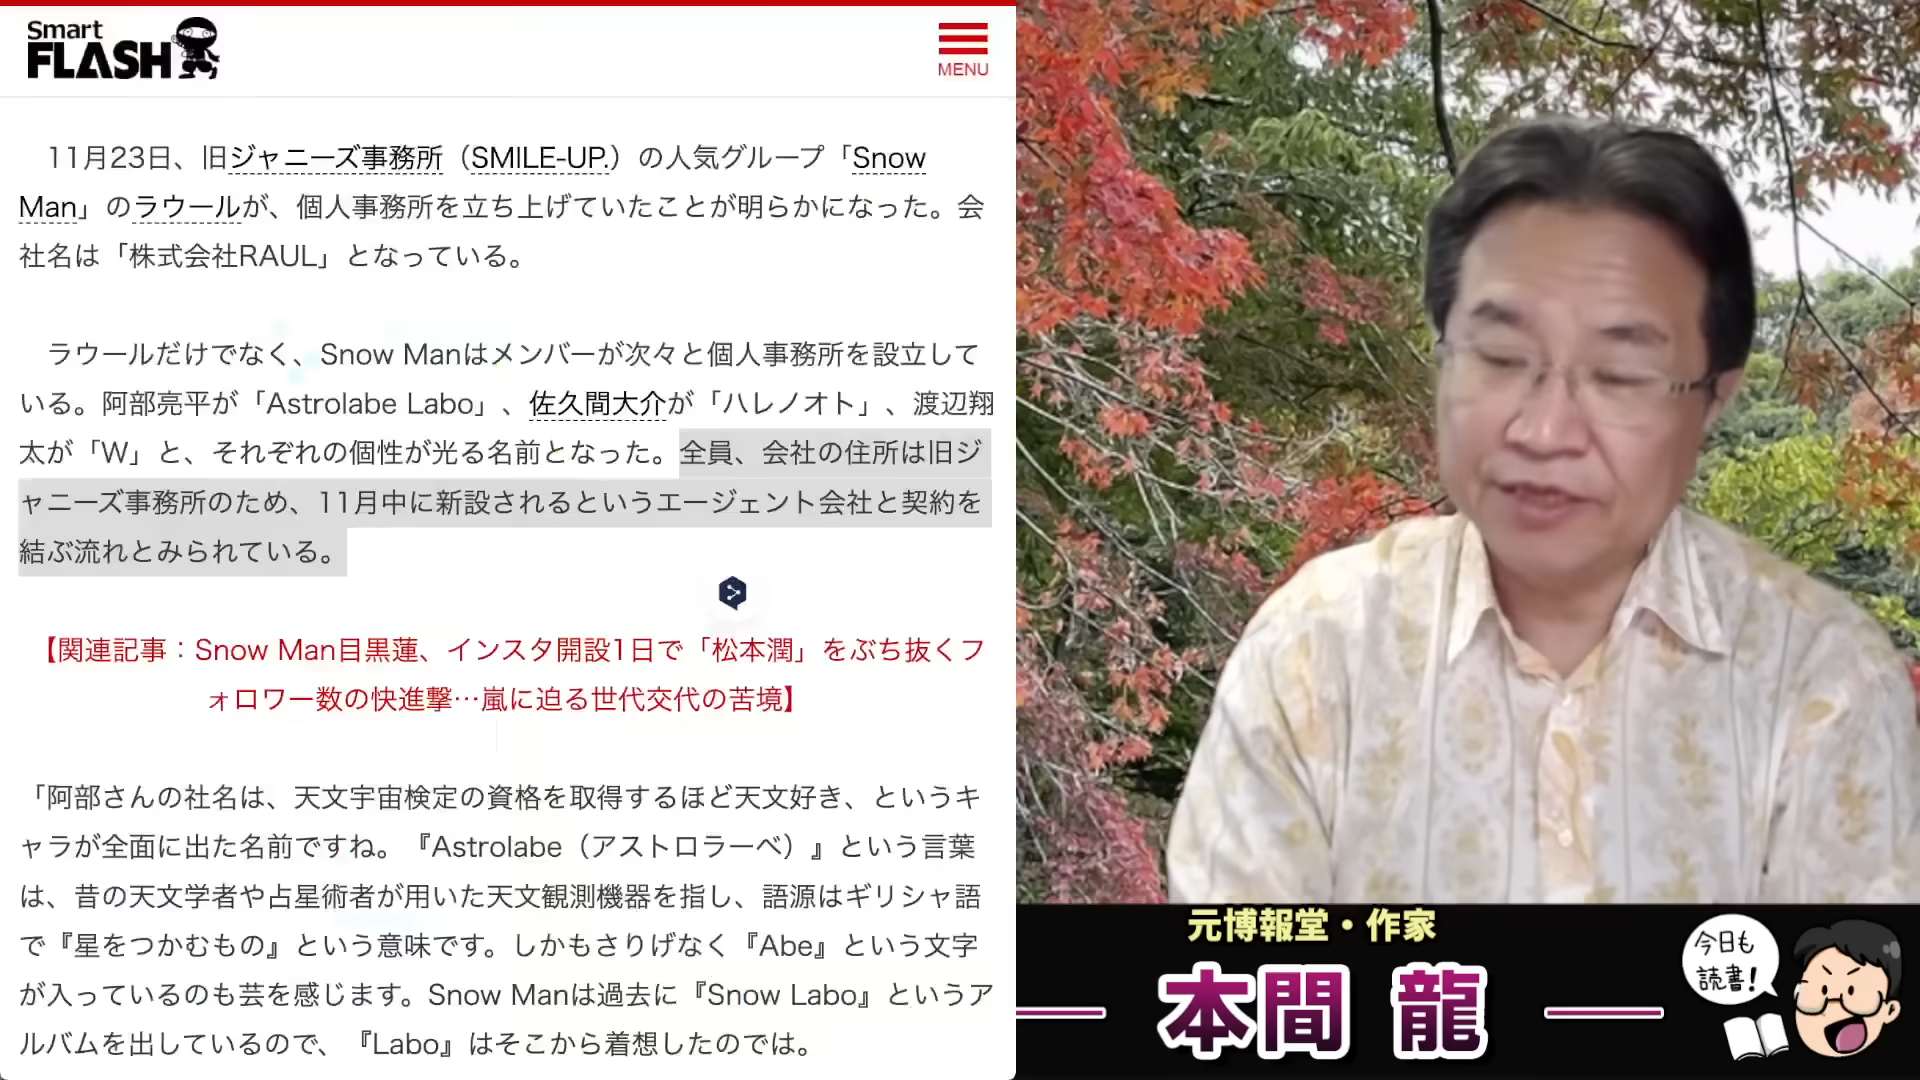 Smart
FLASH
MENU
11月23日、旧ジャニーズ事務所（SMILE-UP.）の人気グループ「Snow
Man」のラウールが、個人事務所を立ち上げていたことが明らかになった。会
社名は「株式会社RAUL」となっている。
ラウールだけでなく、Snow Manはメンバーが次々と個人事務所を設立して
いる。阿部亮平が「Astrolabe Labo」、佐久間大介が「ハレノオト」、渡辺翔
太が「W」と、それぞれの個性が光る名前となった。全員、会社の住所は旧ジ
ャニーズ事務所のため、11月中に新設されるというエージェント会社と契約を
結ぶ流れとみられている。
【関連記事：Snow Man目黒蓮、インスタ開設1日で「松本潤」をぶち抜くフ
ォロワー数の快進撃…嵐に迫る世代交代の苦境】
「阿部さんの社名は、天文宇宙検定の資格を取得するほど天文好き、というキ
ャラが全面に出た名前ですね。『Astrolabe（アストロラーベ）』という言葉
は、昔の天文学者や占星術者が用いた天文観測機器を指し、語源はギリシャ語
で『星をつかむもの』という意味です。しかもさりげなく『Abe』という文字
が入っているのも芸を感じます。Snow Manは過去に『Snow Labo』というア
ルバムを出しているので、『Labo』はそこから着想したのでは。
元博報堂・作家
本間 龍
今日も
読書!